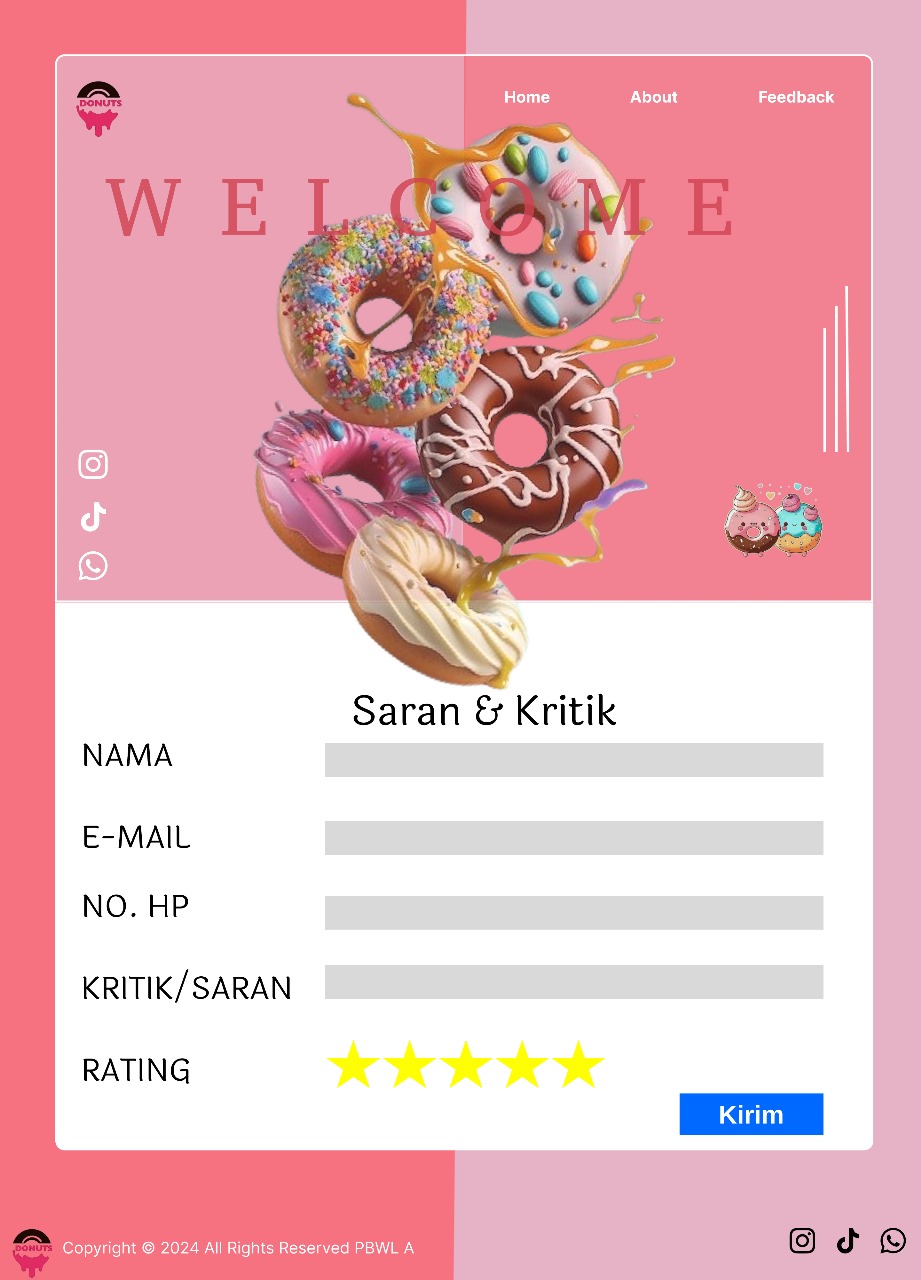 DONUTS
Home About Feedback
WELCOME
Saran & Kritik
NAMA
E-MAIL
NO. HP
KRITIK/SARAN
RATING
Kirim
DONUTS
Copyright © 2024 All Rights Reserved PBWL A